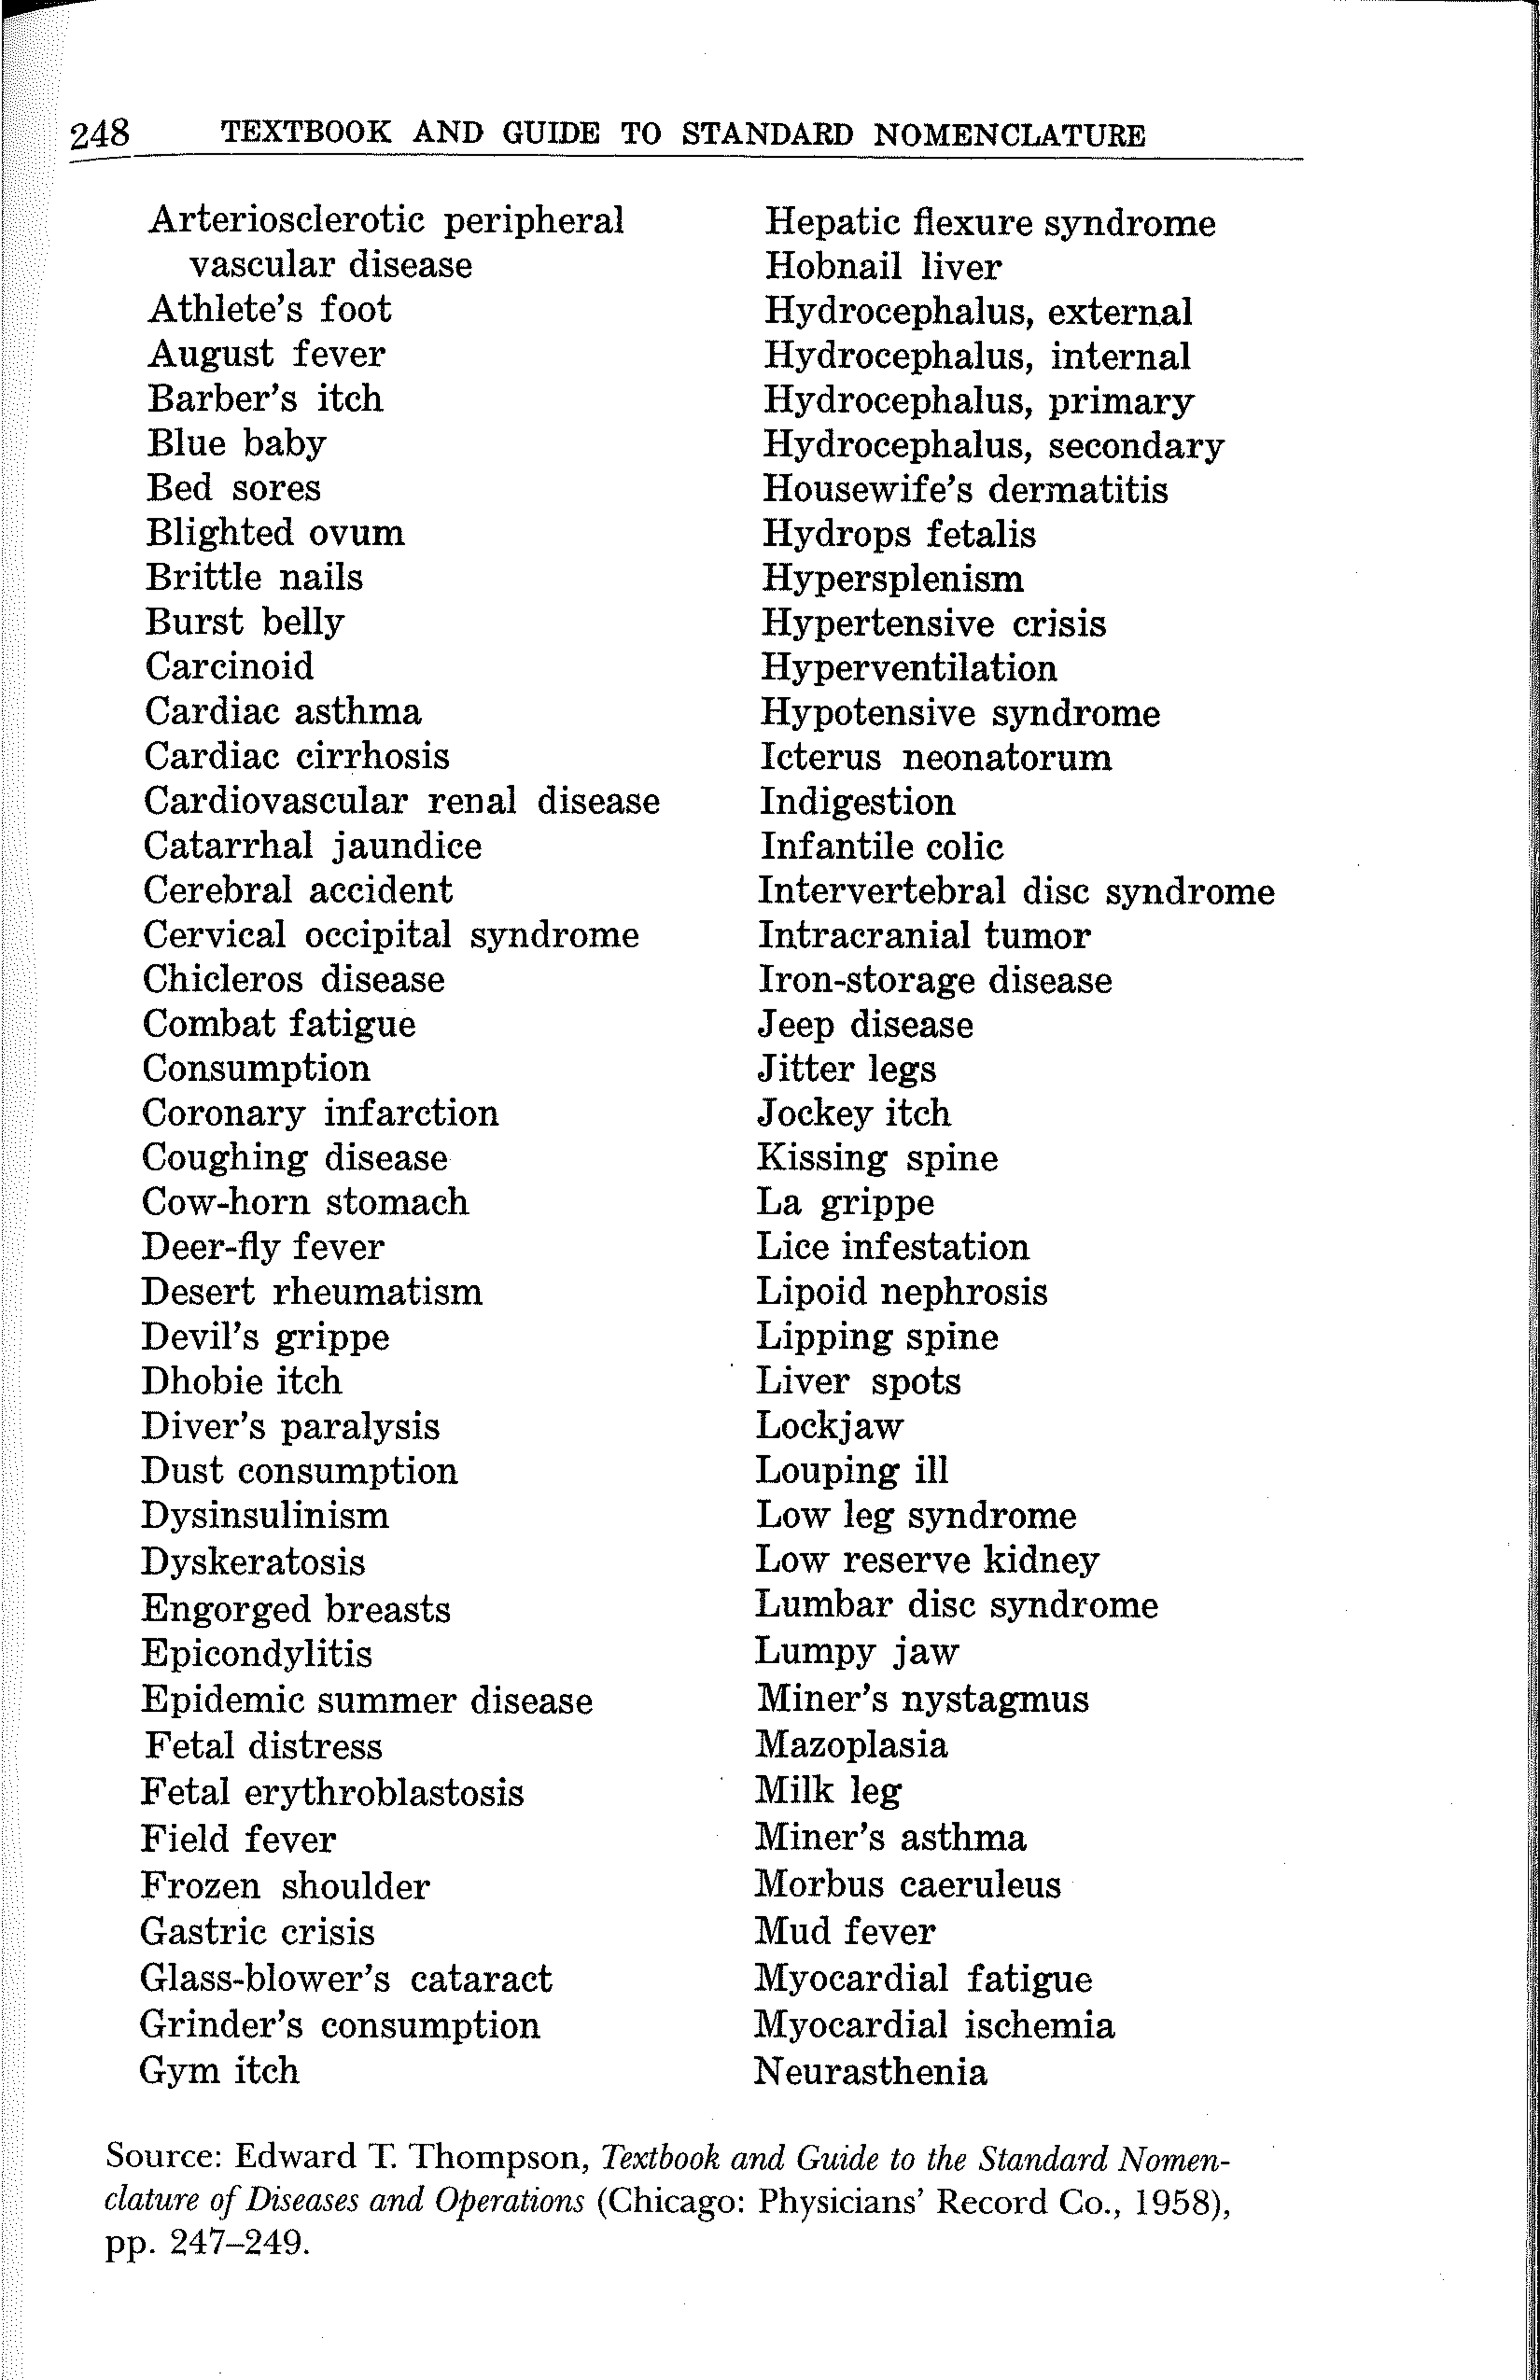 248 TEXTBOOK AND GUIDE TO STANDARD NOMENCLATURE
Arteriosclerotic peripheral
vascular disease
Athlete's foot
August fever
Barber's itch
Blue baby
Bed sores
Blighted ovum
Brittle nails
Burst belly
Carcinoid
Cardiac asthma
Cardiac cirrhosis
Cardiovascular renal disease
Catarrhal jaundice
Cerebral accident
Cervical occipital syndrome
Chicleros disease
Combat fatigue
Consumption
Coronary infarction
Coughing disease
Cow-horn stomach
Deer-fly fever
Desert rheumatism
Devil's grippe
Dhobie itch
Diver's paralysis
Dust consumption
Dysinsulinism
Dyskeratosis
Engorged breasts
Epicondylitis
Epidemic summer disease
Fetal distress
Fetal erythroblastosis
Field fever
Frozen shoulder
Gastric crisis
Glass-blower's cataract
Grinder's consumption
Gym itch
Hepatic flexure syndrome
Hobnail liver
Hydrocephalus, external
Hydrocephalus, internal
Hydrocephalus, primary
Hydrocephalus, secondary
Housewife's dermatitis
Hydrops fetalis
Hypersplenism
Hypertensive crisis
Hyperventilation
Hypotensive syndrome
Icterus neonatorum
Indigestion
Infantile colic
Intervertebral disc syndrome
Intracranial tumor
Iron-storage disease
Jeep disease
Jitter legs
Jockey itch
Kissing spine
La grippe
Lice infestation
Lipoid nephrosis
Lipping spine
Liver spots
Lockjaw
Louping ill
Low leg syndrome
Low reserve kidney
Lumbar disc syndrome
Lumpy jaw
Miner's nystagmus
Mazoplasia
Milk leg
Miner's asthma
Morbus caeruleus
Mud fever
Myocardial fatigue
Myocardial ischemia
Neurasthenia
Source: Edward T. Thompson, Textbook and Guide to the Standard Nomen-
clature of Diseases and Operations (Chicago: Physicians' Record Co., 1958),
pp. 247–249.